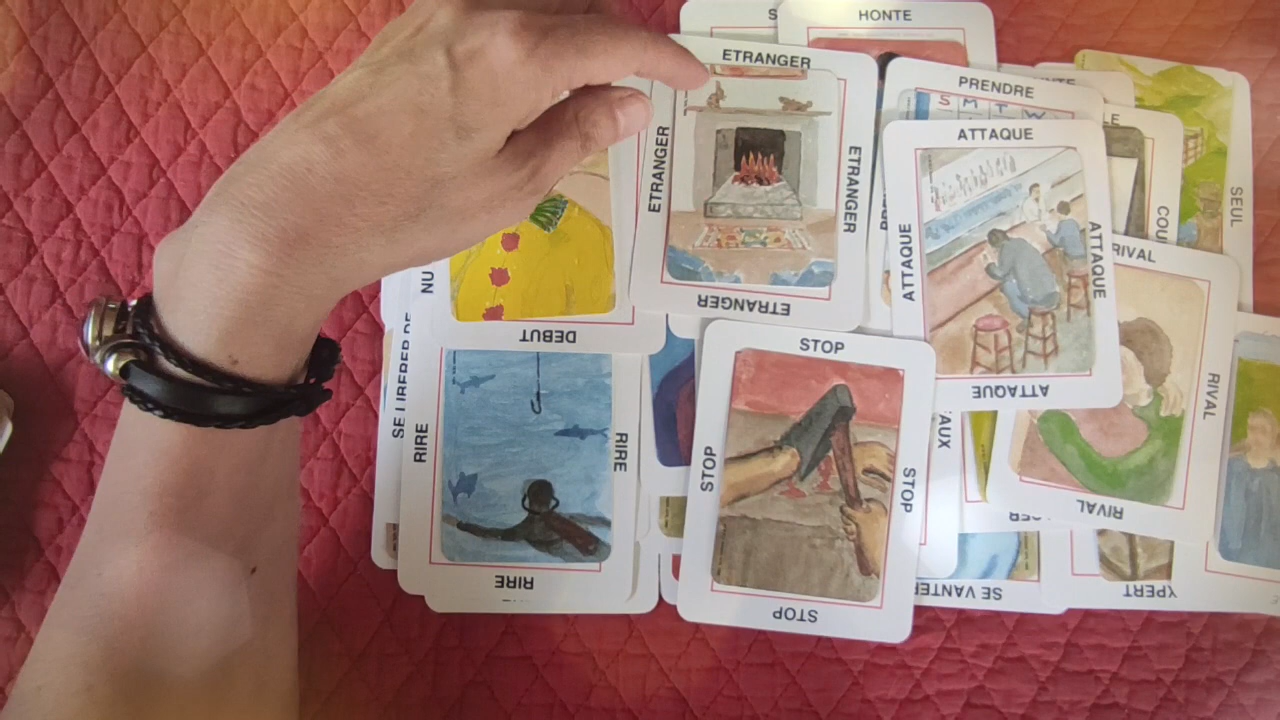 HONTE
ETRANGER
ETRANGER
ETRANGER
ETRANGER
PRENDRE
S M T W
ATTAQUE
ATTAQUE
ATTAQUE
ATTAQUE
SEUL
RIVAL
RIVAL
RIVAL
DEBUT
SE LIBERER DE
RIRE
RIRE
RIRE
STOP
STOP
STOP
STOP
SE VANTER